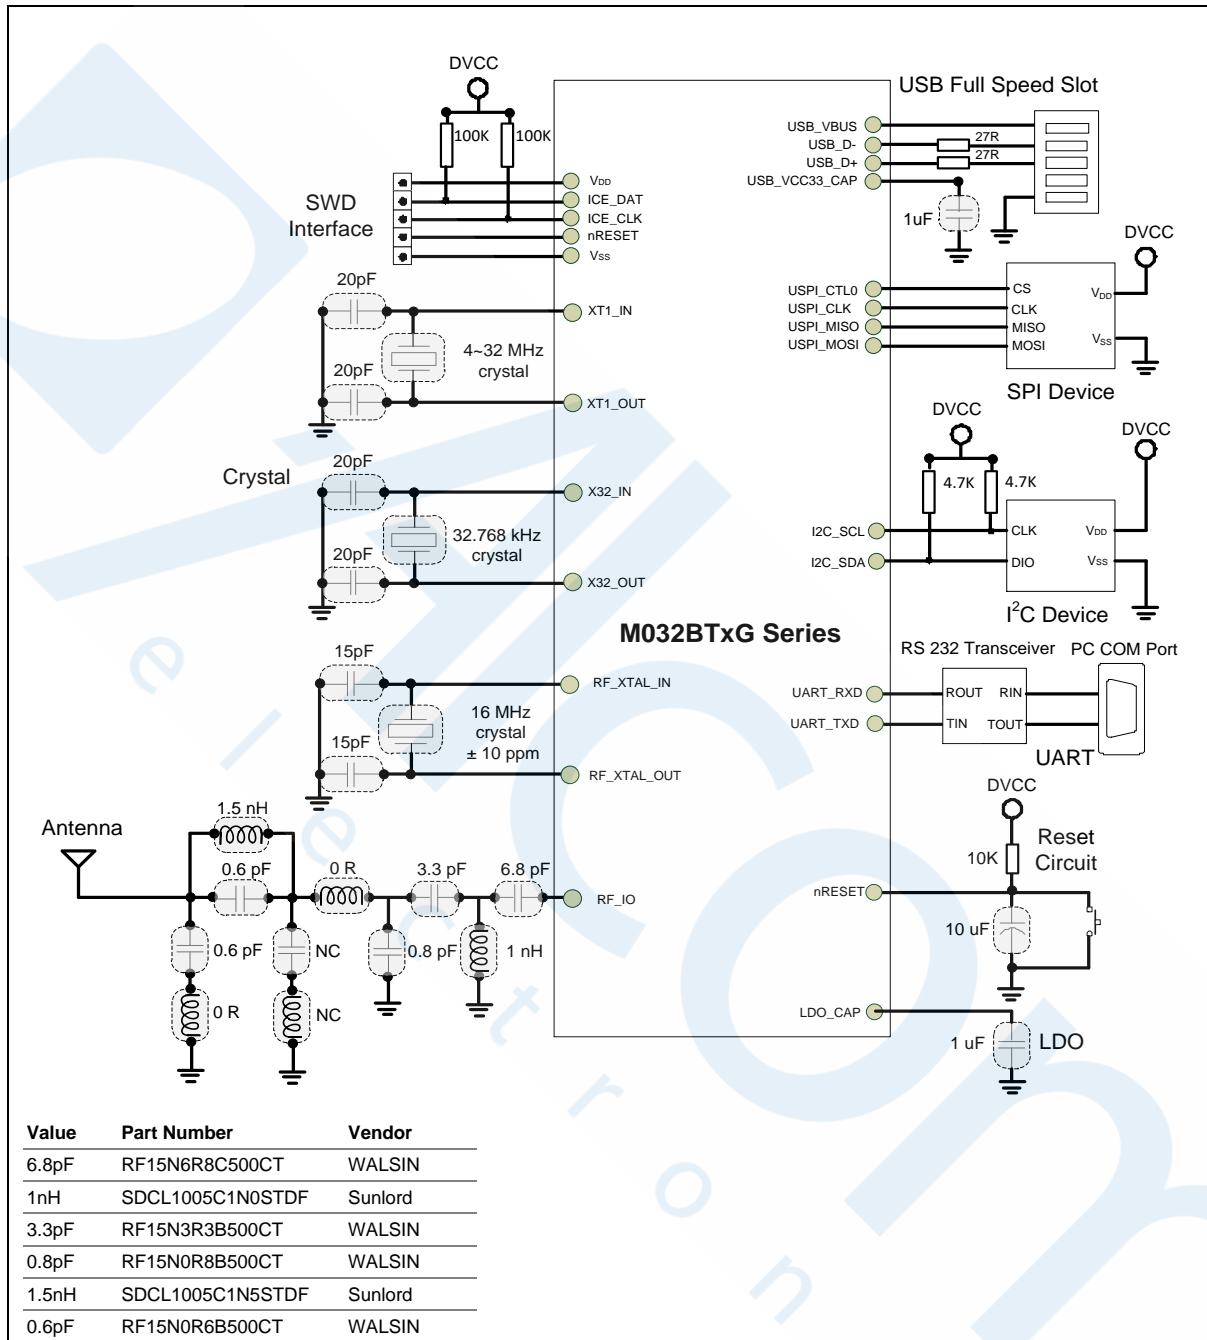 DVCC
USB Full Speed Slot
100K 100K
USB_VBUS
USB_D-
USB_D+
USB_VCC33_CAP
27R
27R
1uF
SWD
Interface
VDD
ICE_DAT
ICE_CLK
nRESET
VSS
DVCC
20pF
XT1_IN
4~32 MHz
crystal
20pF
XT1_OUT
USPI_CTL0
USPI_CLK
USPI_MISO
USPI_MOSI
CS
CLK
MISO
MOSI
VDD
VSS
SPI Device
DVCC
DVCC
Crystal
20pF
X32_IN
32.768 kHz
crystal
20pF
X32_OUT
4.7K
4.7K
I2C_SCL
I2C_SDA
CLK
DIO
VDD
VSS
I2C Device
M032BTxG Series
15pF
RF_XTAL_IN
16 MHz
crystal
± 10 ppm
15pF
RF_XTAL_OUT
RS 232 Transceiver
PC COM Port
UART_RXD
UART_TXD
ROUT RIN
TIN TOUT
UART
DVCC
Antenna
1.5 nH
0.6 pF
0 R
3.3 pF
6.8 pF
RF_IO
0.6 pF
NC
0.8 pF
1 nH
0 R
NC
10K
Reset
Circuit
nRESET
10 uF
LDO_CAP
1 uF
LDO
Value Part Number Vendor
6.8pF RF15N6R8C500CT WALSIN
1nH SDCL1005C1N0STDF Sunlord
3.3pF RF15N3R3B500CT WALSIN
0.8pF RF15N0R8B500CT WALSIN
1.5nH SDCL1005C1N5STDF Sunlord
0.6pF RF15N0R6B500CT WALSIN